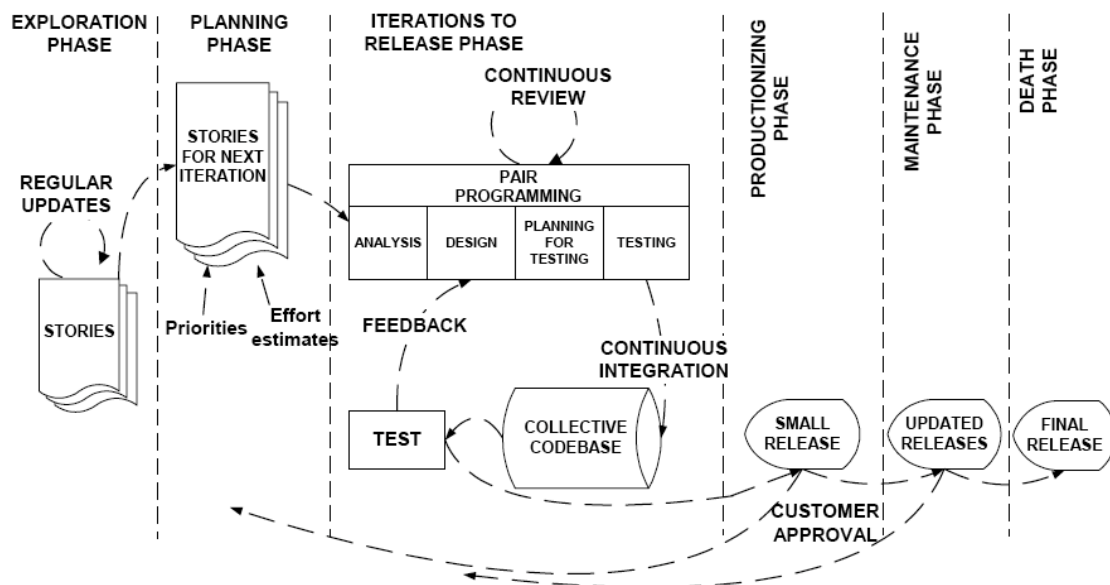 EXPLORATION
PHASE
PLANNING
PHASE
ITERATIONS TO
RELEASE PHASE
PRODUCTIONIZING
PHASE
MAINTENANCE
PHASE
DEATH
PHASE
REGULAR
UPDATES
STORIES
STORIES
FOR NEXT
ITERATION
Priorities
Effort
estimates
CONTINUOUS
REVIEW
PAIR
PROGRAMMING
ANALYSIS
DESIGN
PLANNING
FOR
TESTING
TESTING
FEEDBACK
CONTINUOUS
INTEGRATION
TEST
COLLECTIVE
CODEBASE
SMALL
RELEASE
UPDATED
RELEASES
FINAL
RELEASE
CUSTOMER
APPROVAL